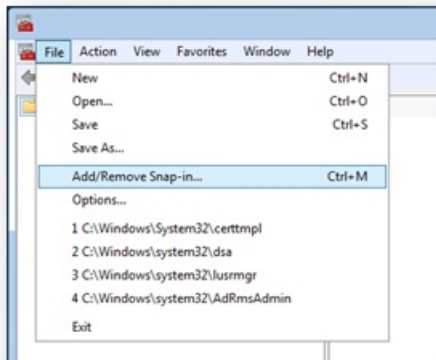 File Action View Favorites Window Help
New Ctrl+N
Open... Ctrl+O
Save Ctrl+S
Save As...
Add/Remove Snap-in... Ctrl+M
Options...
1 C:\Windows\System32\certtmpl
2 C:\Windows\system32\dsa
3 C:\Windows\system32\lusrmgr
4 C:\Windows\system32\AdRmsAdmin
Exit